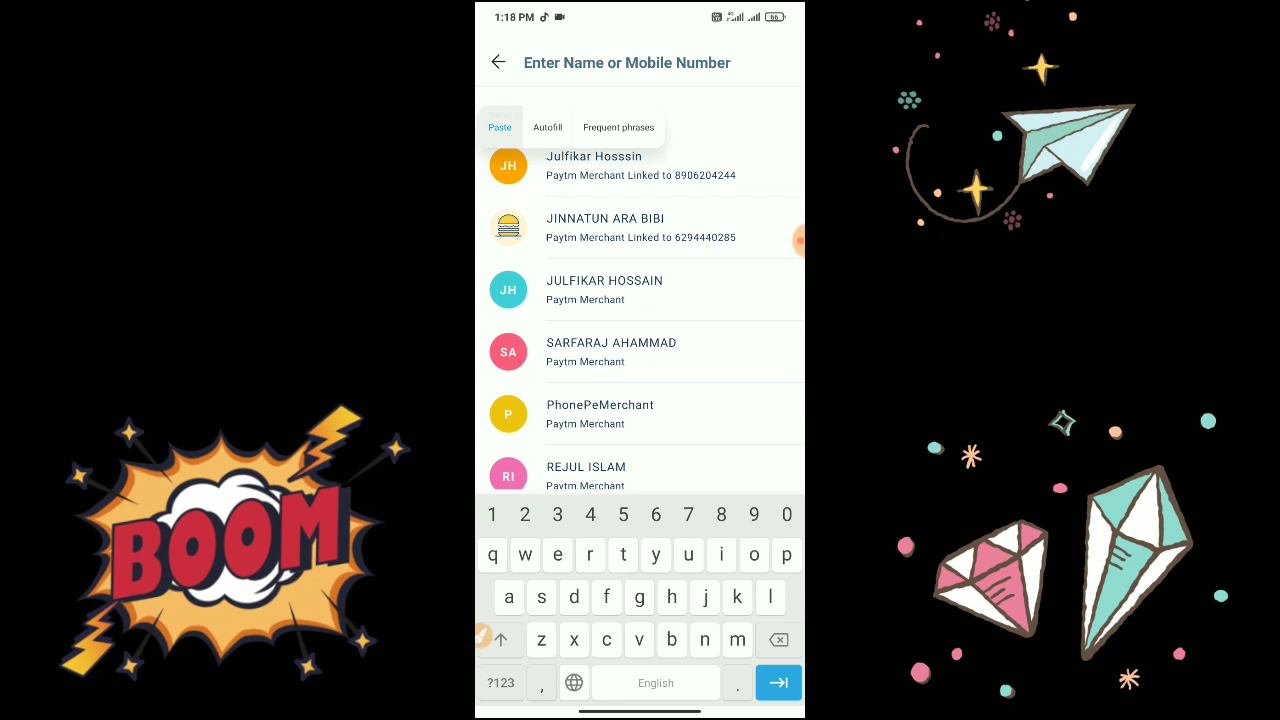 1:18 PM
66
Enter Name or Mobile Number
Paste Autofill Frequent phrases
JH Julfikar Hosssin
Paytm Merchant Linked to 8906204244
JINNATUN ARA BIBI
Paytm Merchant Linked to 6294440285
JH JULFIKAR HOSSAIN
Paytm Merchant
SA SARFARAJ AHAMMAD
Paytm Merchant
P PhonePeMerchant
Paytm Merchant
RI REJUL ISLAM
Paytm Merchant
1 2 3 4 5 6 7 8 9 0
q w e r t y u i o p
a s d f g h j k l
z x c v b n m
?123 , English .
BOOM